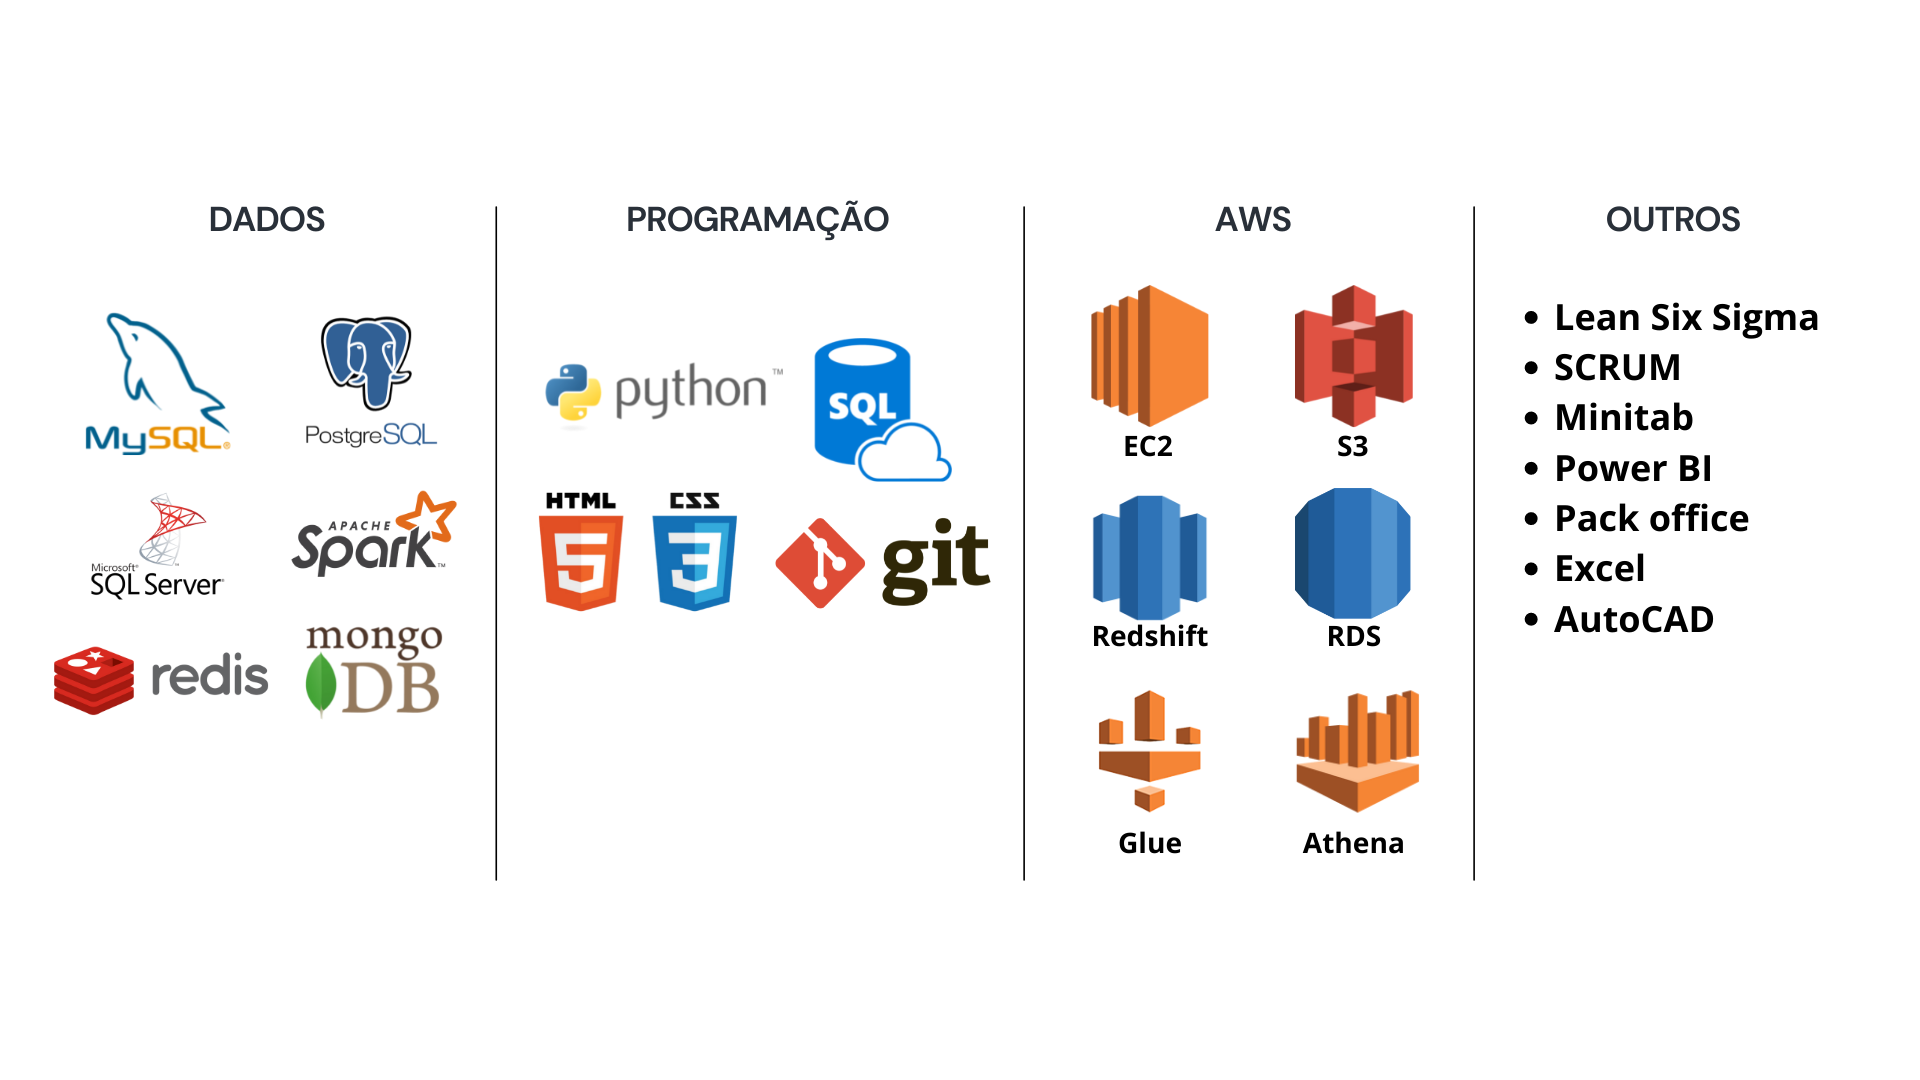 DADOS
MySQL®
PostgreSQL
Microsoft®
SQL Server®
APACHE
Spark™
redis
mongo
DB
PROGRAMAÇÃO
python™
SQL
HTML
5
CSS
3
git
AWS
EC2
S3
Redshift
RDS
Glue
Athena
OUTROS
• Lean Six Sigma
• SCRUM
• Minitab
• Power BI
• Pack office
• Excel
• AutoCAD